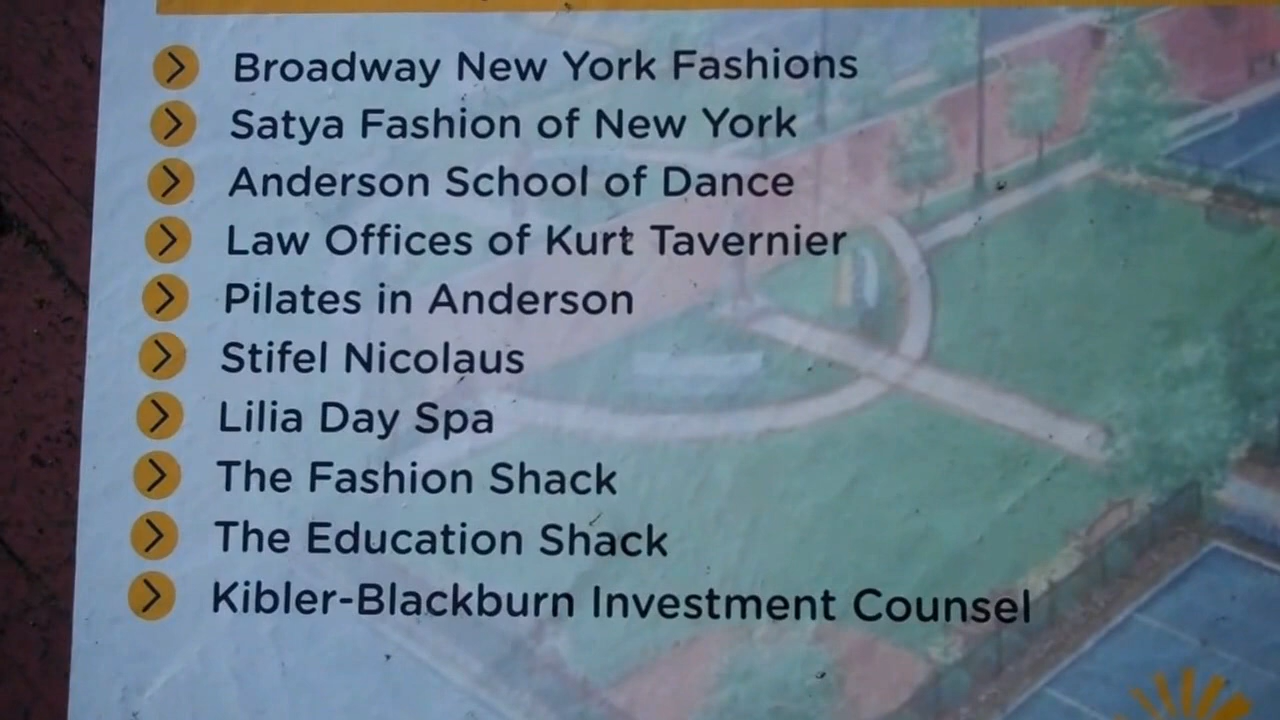 Broadway New York Fashions
Satya Fashion of New York
Anderson School of Dance
Law Offices of Kurt Tavernier
Pilates in Anderson
Stifel Nicolaus
Lilia Day Spa
The Fashion Shack
The Education Shack
Kibler-Blackburn Investment Counsel